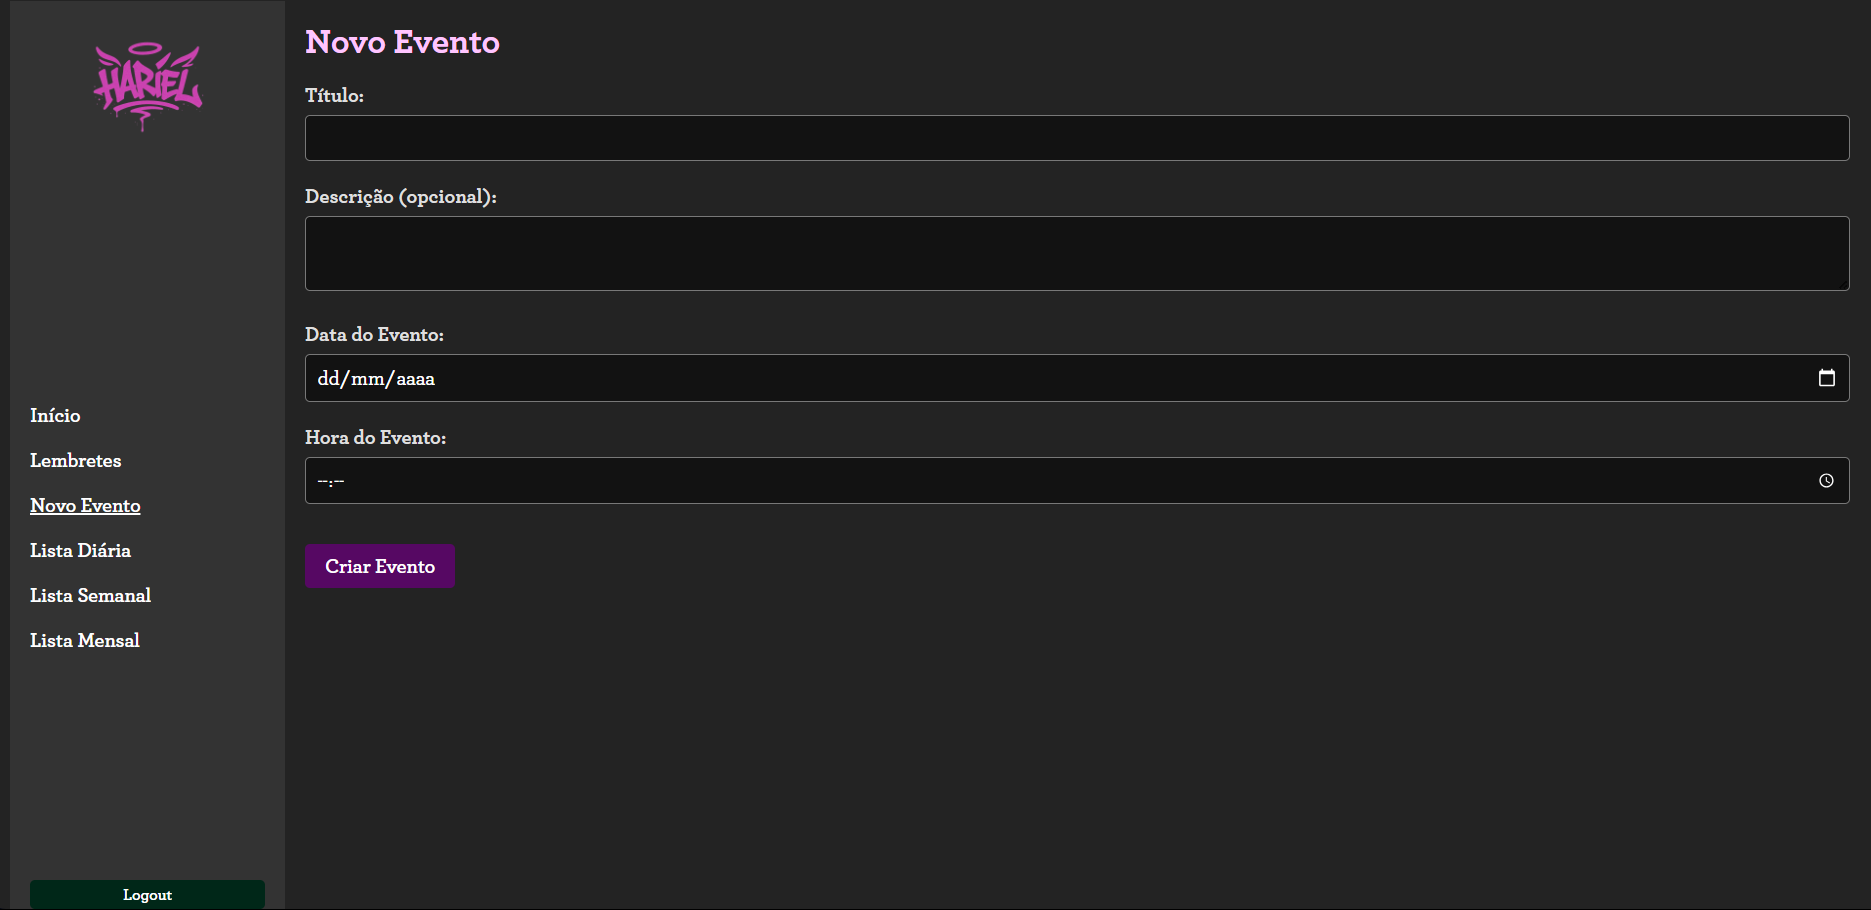 HARIEL
Início
Lembretes
Novo Evento
Lista Diária
Lista Semanal
Lista Mensal
Logout
Novo Evento
Título:
Descrição (opcional):
Data do Evento:
dd/mm/aaaa
Hora do Evento:
--:--
Criar Evento